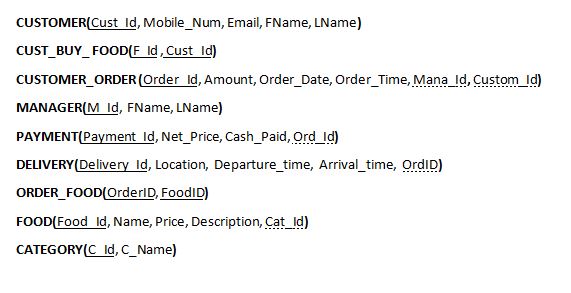 CUSTOMER(Cust_Id, Mobile_Num, Email, FName, LName)
CUST_BUY_FOOD(F_Id, Cust_Id)
CUSTOMER_ORDER(Order_Id, Amount, Order_Date, Order_Time, Mana_Id, Custom_Id)
MANAGER(M_Id, FName, LName)
PAYMENT(Payment_Id, Net_Price, Cash_Paid, Ord_Id)
DELIVERY(Delivery_Id, Location, Departure_time, Arrival_time, OrdID)
ORDER_FOOD(OrderID, FoodID)
FOOD(Food_Id, Name, Price, Description, Cat_Id)
CATEGORY(C_Id, C_Name)